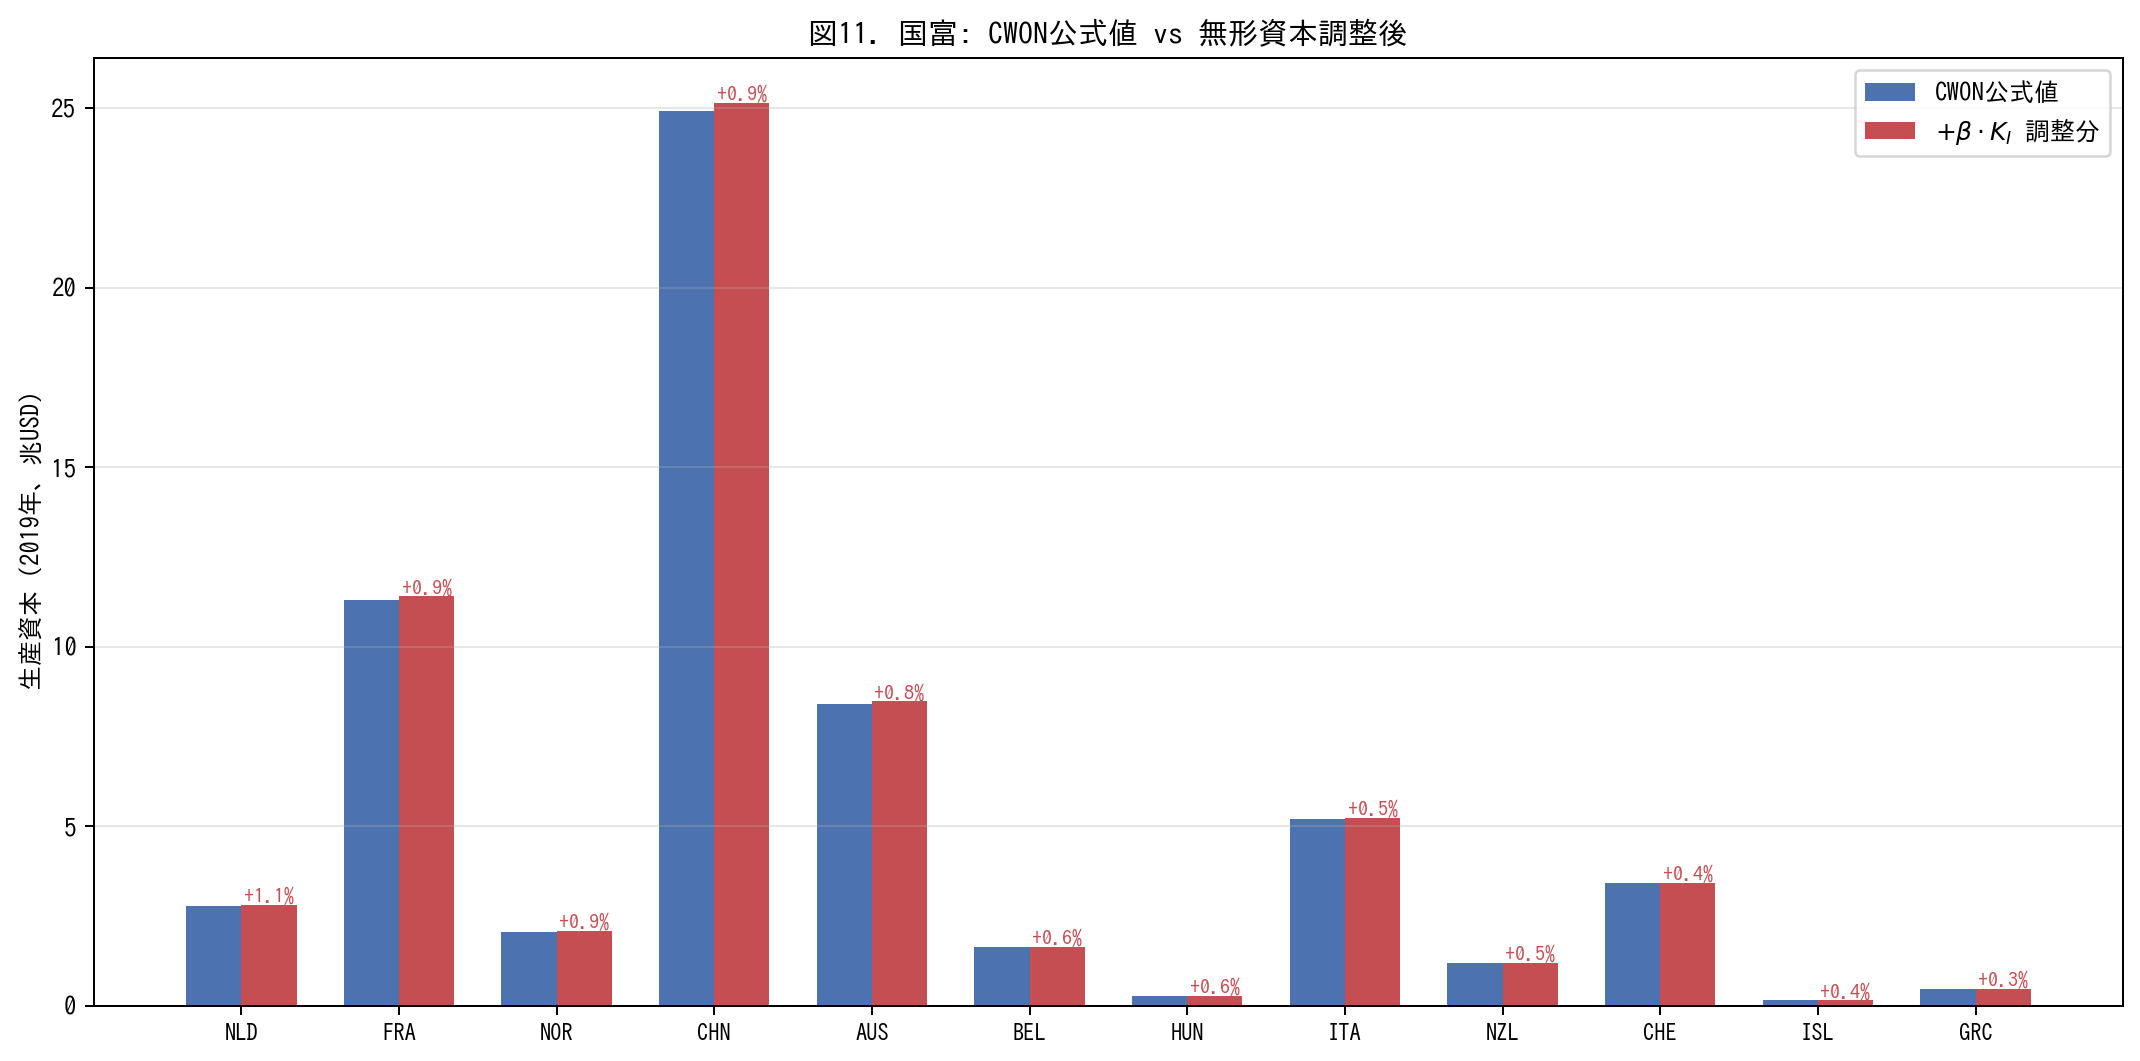 図11. 国富: CWON公式値 vs 無形資本調整後
CWON公式値
+β·K_I 調整分
生産資本 (2019年、兆USD)
25
20
15
10
5
0
+1.1%
+0.9%
+0.9%
+0.9%
+0.8%
+0.6%
+0.6%
+0.5%
+0.5%
+0.4%
+0.4%
+0.3%
NLD
FRA
NOR
CHN
AUS
BEL
HUN
ITA
NZL
CHE
ISL
GRC